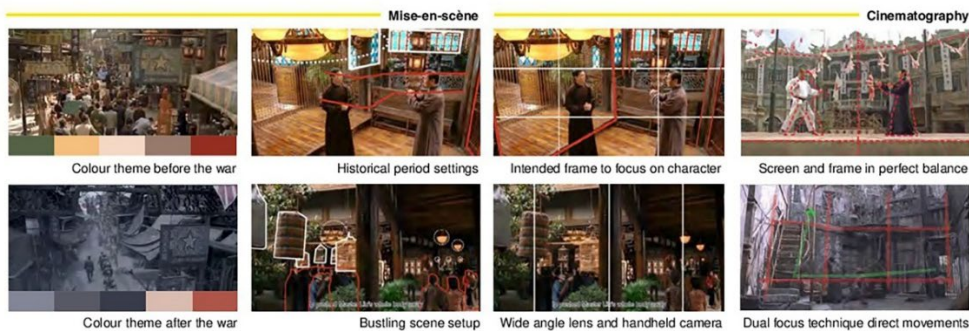 Mise-en-scène
Cinematography
Colour theme before the war
Historical period settings
Intended frame to focus on character
Screen and frame in perfect balance
Colour theme after the war
Bustling scene setup
Wide angle lens and handheld camera
Dual focus technique direct movements